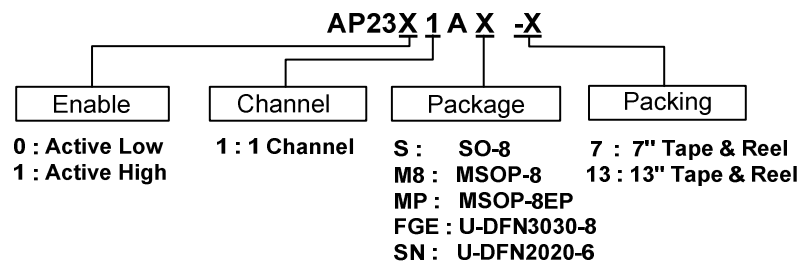 AP23X 1 A X -X
Enable Channel Package Packing
0 : Active Low 1 : 1 Channel S : SO-8 7 : 7" Tape & Reel
1 : Active High M8 : MSOP-8 13 : 13" Tape & Reel
MP : MSOP-8EP
FGE : U-DFN3030-8
SN : U-DFN2020-6